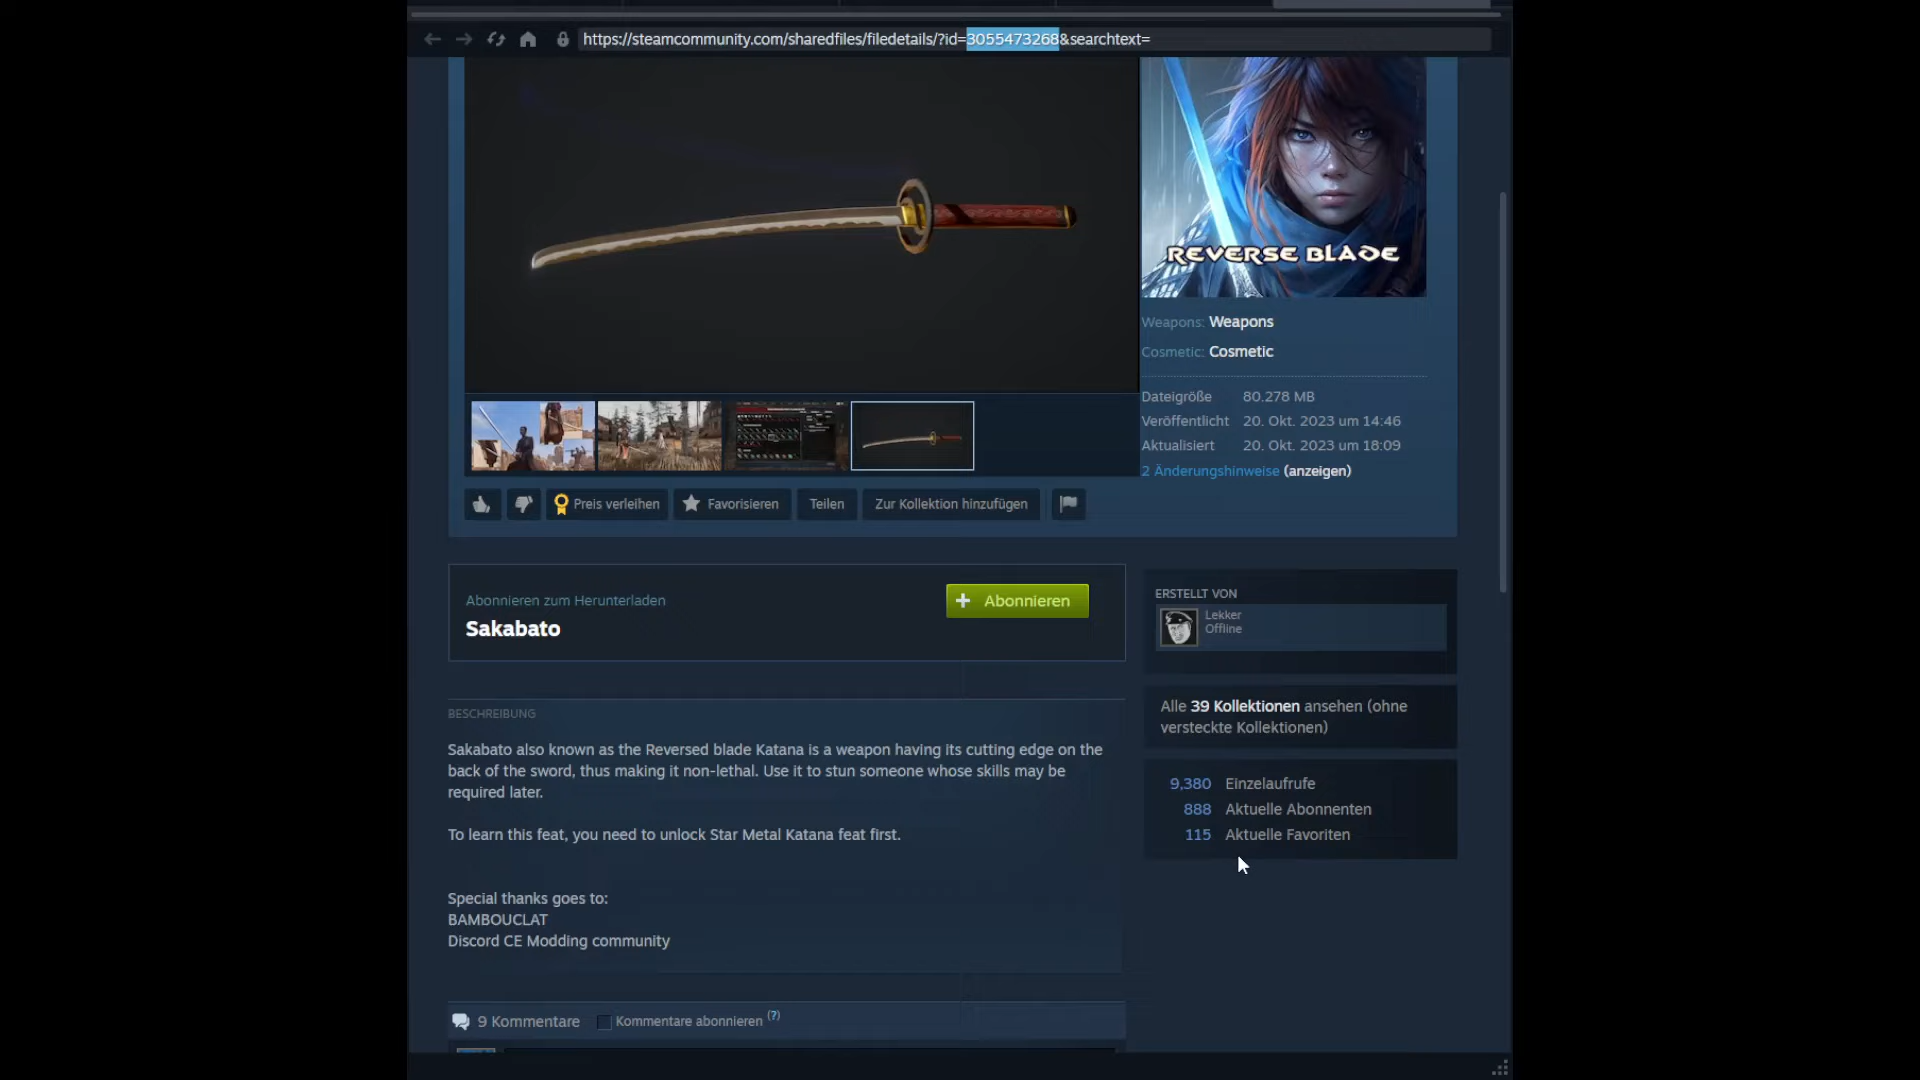 https://steamcommunity.com/sharedfiles/filedetails/?id=3055473268&searchtext=
REVERSE BLADE
Weapons: Weapons
Cosmetic: Cosmetic
Dateigröße 80.278 MB
Veröffentlicht 20. Okt. 2023 um 14:46
Aktualisiert 20. Okt. 2023 um 18:09
2 Änderungshinweise (anzeigen)
Preis verleihen Favorisieren Teilen Zur Kollektion hinzufügen
Abonnieren zum Herunterladen
Sakabato
+ Abonnieren
ERSTELLT VON
Lekker
Offline
Alle 39 Kollektionen ansehen (ohne
versteckte Kollektionen)
9,380 Einzelaufrufe
888 Aktuelle Abonnenten
115 Aktuelle Favoriten
BESCHREIBUNG
Sakabato also known as the Reversed blade Katana is a weapon having its cutting edge on the
back of the sword, thus making it non-lethal. Use it to stun someone whose skills may be
required later.
To learn this feat, you need to unlock Star Metal Katana feat first.
Special thanks goes to:
BAMBOUCLAT
Discord CE Modding community
9 Kommentare Kommentare abonnieren (?)